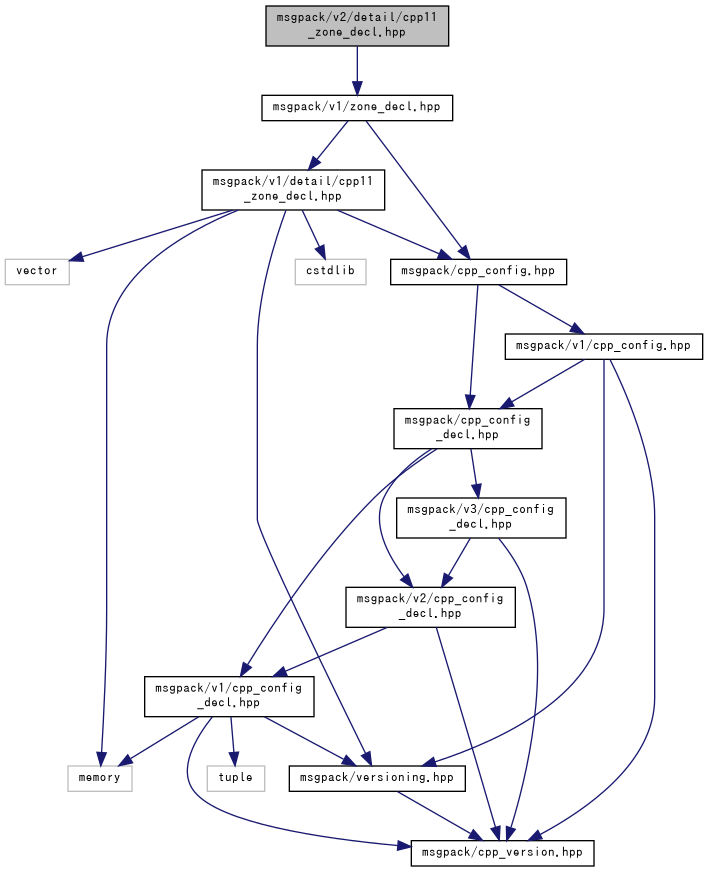 msgpack/v2/detail/cpp11
_zone_decl.hpp
msgpack/v1/zone_decl.hpp
msgpack/v1/detail/cpp11
_zone_decl.hpp
vector
cstdlib
msgpack/cpp_config.hpp
msgpack/v1/cpp_config.hpp
msgpack/cpp_config
_decl.hpp
msgpack/v3/cpp_config
_decl.hpp
msgpack/v2/cpp_config
_decl.hpp
msgpack/v1/cpp_config
_decl.hpp
memory
tuple
msgpack/versioning.hpp
msgpack/cpp_version.hpp